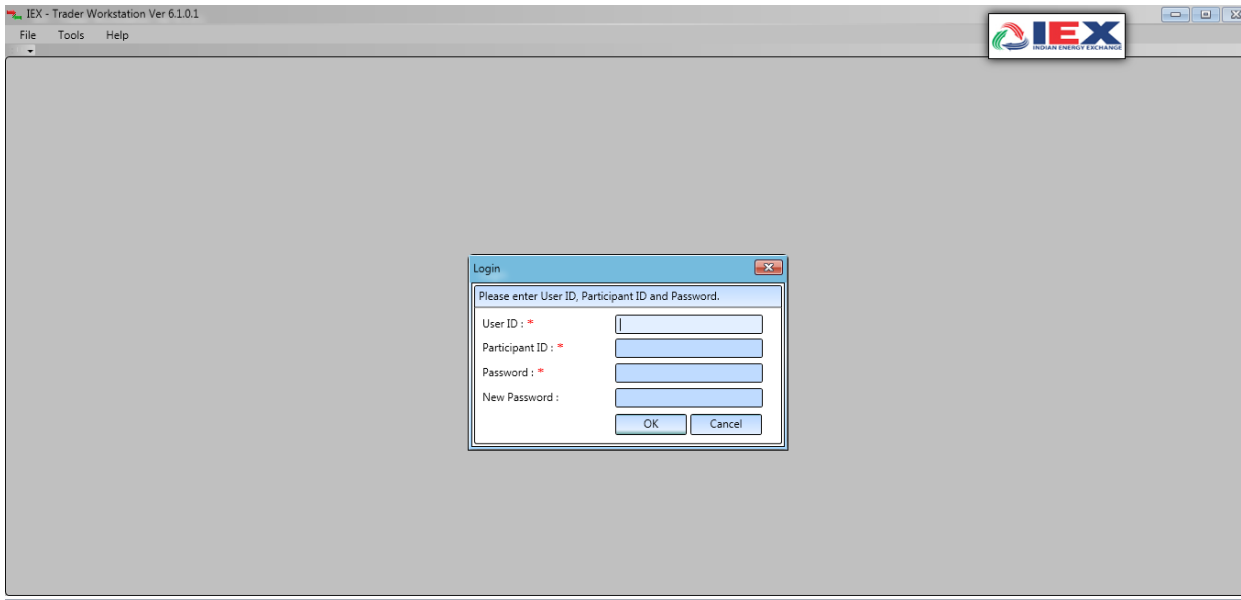 IEX - Trader Workstation Ver 6.1.0.1
File Tools Help
IEX
INDIAN ENERGY EXCHANGE
Login
Please enter User ID, Participant ID and Password.
User ID : *
Participant ID : *
Password : *
New Password :
OK Cancel